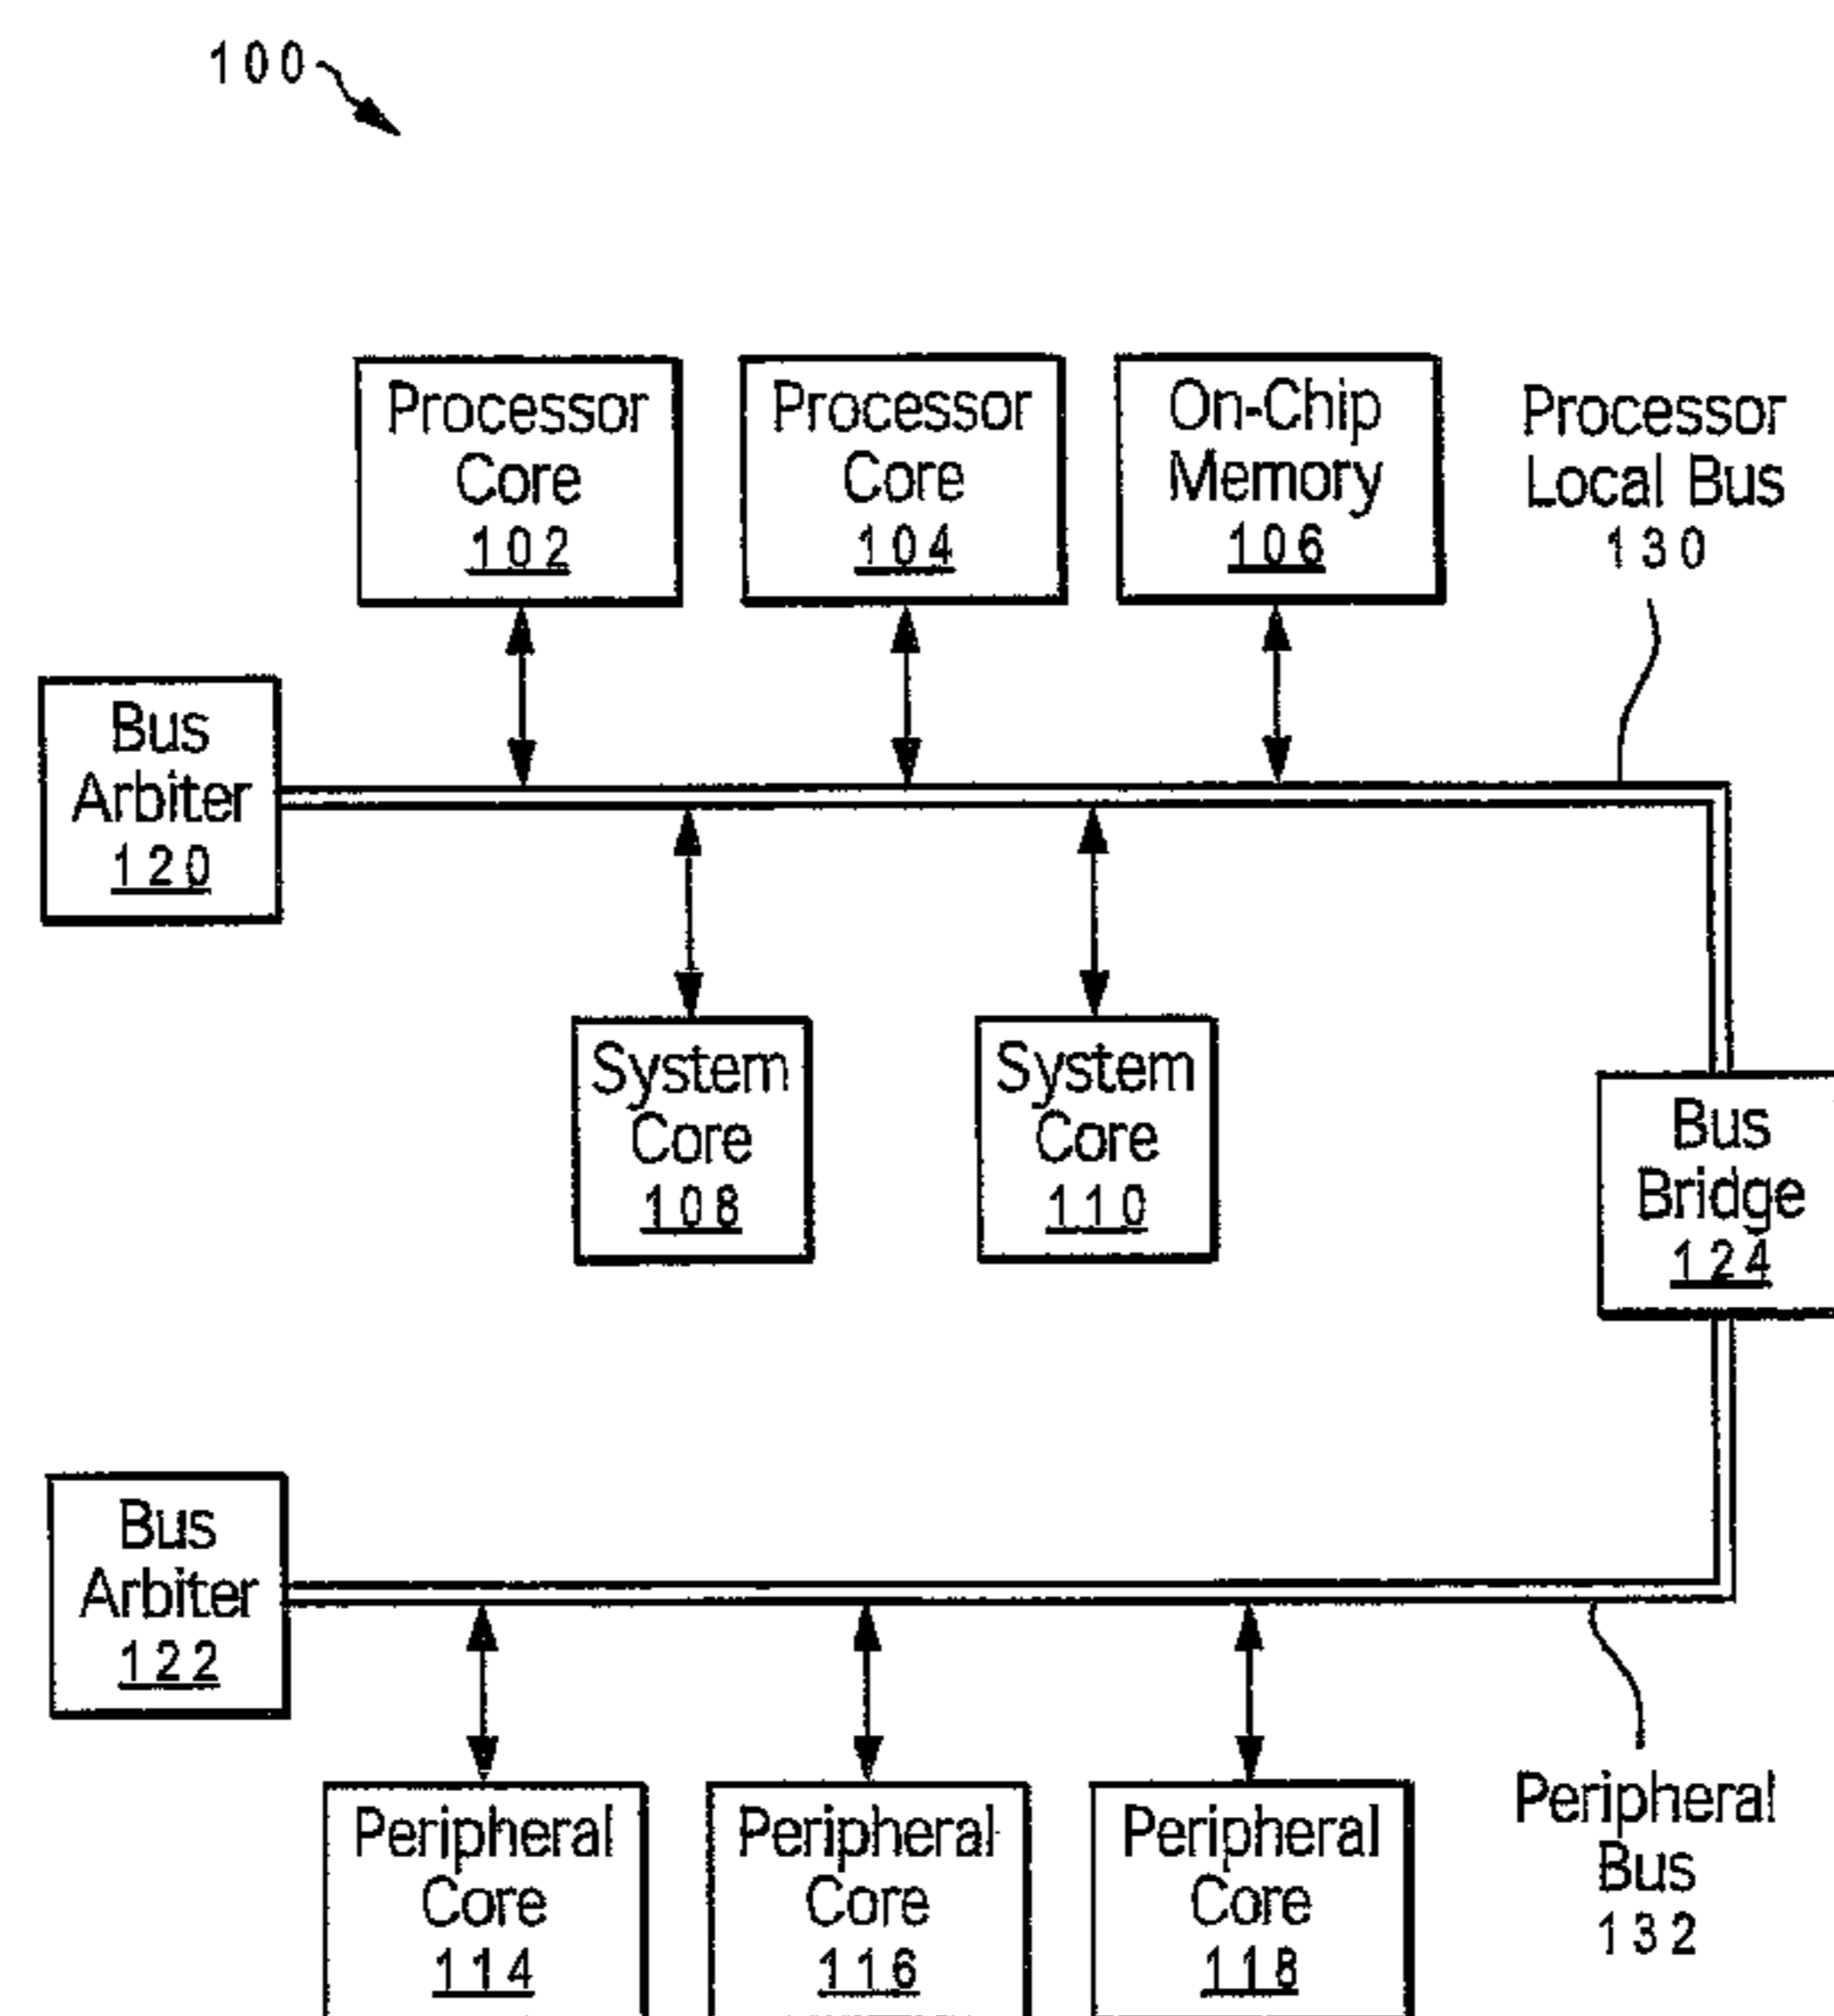 100
Processor
Core
102
Processor
Core
104
On-Chip
Memory
106
Processor
Local Bus
130
Bus
Arbiter
120
System
Core
108
System
Core
110
Bus
Bridge
124
Bus
Arbiter
122
Peripheral
Core
114
Peripheral
Core
116
Peripheral
Core
118
Peripheral
Bus
132